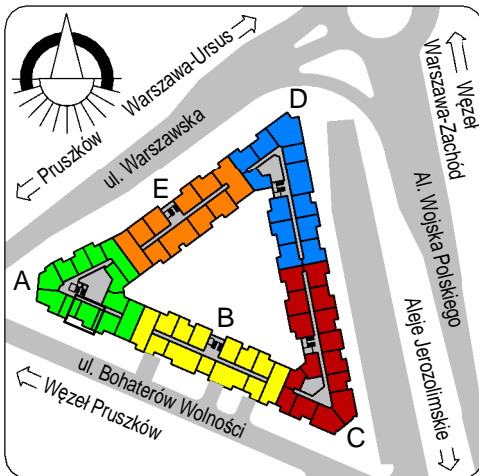 Warszawa-Ursus
Pruszków
ul. Warszawska
Węzeł
Warszawa-Zachód
Al. Wojska Polskiego
Aleje Jerozolimskie
D
E
A
B
C
ul. Bohaterów Wolności
Węzeł Pruszków